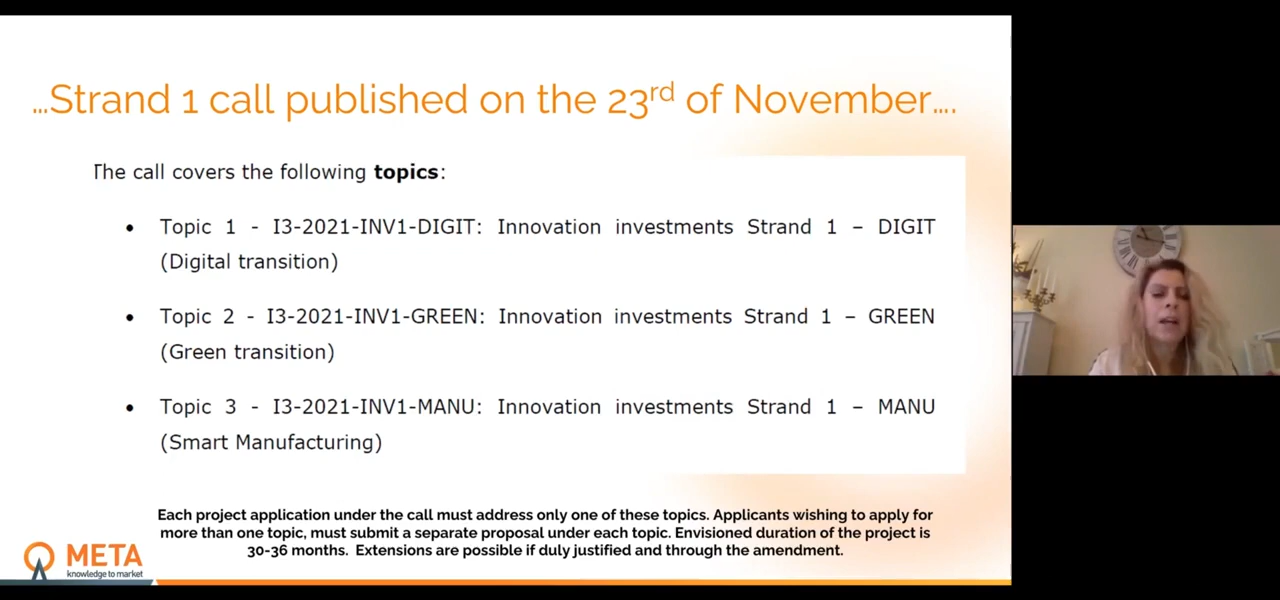 ...Strand 1 call published on the 23rd of November....
The call covers the following topics:
• Topic 1 - I3-2021-INV1-DIGIT: Innovation investments Strand 1 – DIGIT
(Digital transition)
• Topic 2 - I3-2021-INV1-GREEN: Innovation investments Strand 1 – GREEN
(Green transition)
• Topic 3 - I3-2021-INV1-MANU: Innovation investments Strand 1 – MANU
(Smart Manufacturing)
Each project application under the call must address only one of these topics. Applicants wishing to apply for
more than one topic, must submit a separate proposal under each topic. Envisioned duration of the project is
30-36 months. Extensions are possible if duly justified and through the amendment.
META
knowledge to market